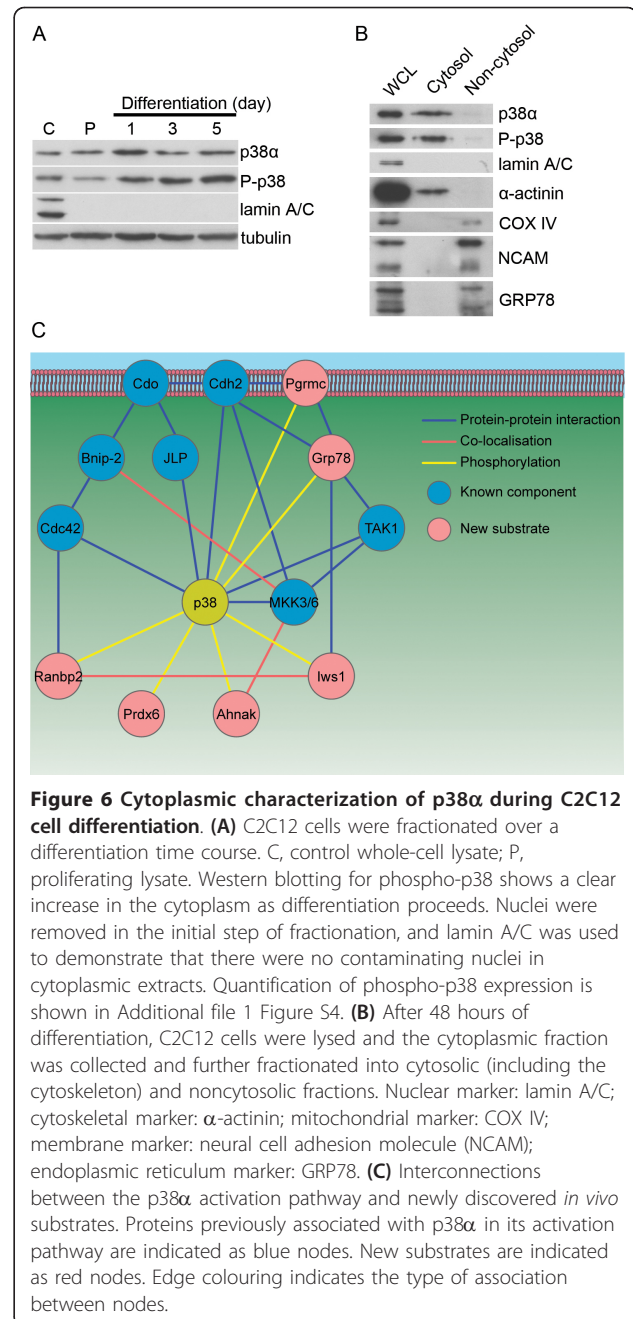 A
Differentiation (day)
C P 1 3 5
p38α
P-p38
lamin A/C
tubulin
B
WCL Cytosol Non-cytosol
p38α
P-p38
lamin A/C
α-actinin
COX IV
NCAM
GRP78
C
Cdo Cdh2 Pgrmc
Bnip-2 JLP Grp78
Cdc42 TAK1
p38 MKK3/6
Ranbp2 Iws1
Prdx6 Ahnak
Protein-protein interaction
Co-localisation
Phosphorylation
Known component
New substrate
Figure 6 Cytoplasmic characterization of p38α during C2C12
cell differentiation. (A) C2C12 cells were fractionated over a
differentiation time course. C, control whole-cell lysate; P,
proliferating lysate. Western blotting for phospho-p38 shows a clear
increase in the cytoplasm as differentiation proceeds. Nuclei were
removed in the initial step of fractionation, and lamin A/C was used
to demonstrate that there were no contaminating nuclei in
cytoplasmic extracts. Quantification of phospho-p38 expression is
shown in Additional file 1 Figure S4. (B) After 48 hours of
differentiation, C2C12 cells were lysed and the cytoplasmic fraction
was collected and further fractionated into cytosolic (including the
cytoskeleton) and noncytosolic fractions. Nuclear marker: lamin A/C;
cytoskeletal marker: α-actinin; mitochondrial marker: COX IV;
membrane marker: neural cell adhesion molecule (NCAM);
endoplasmic reticulum marker: GRP78. (C) Interconnections
between the p38α activation pathway and newly discovered in vivo
substrates. Proteins previously associated with p38α in its activation
pathway are indicated as blue nodes. New substrates are indicated
as red nodes. Edge colouring indicates the type of association
between nodes.